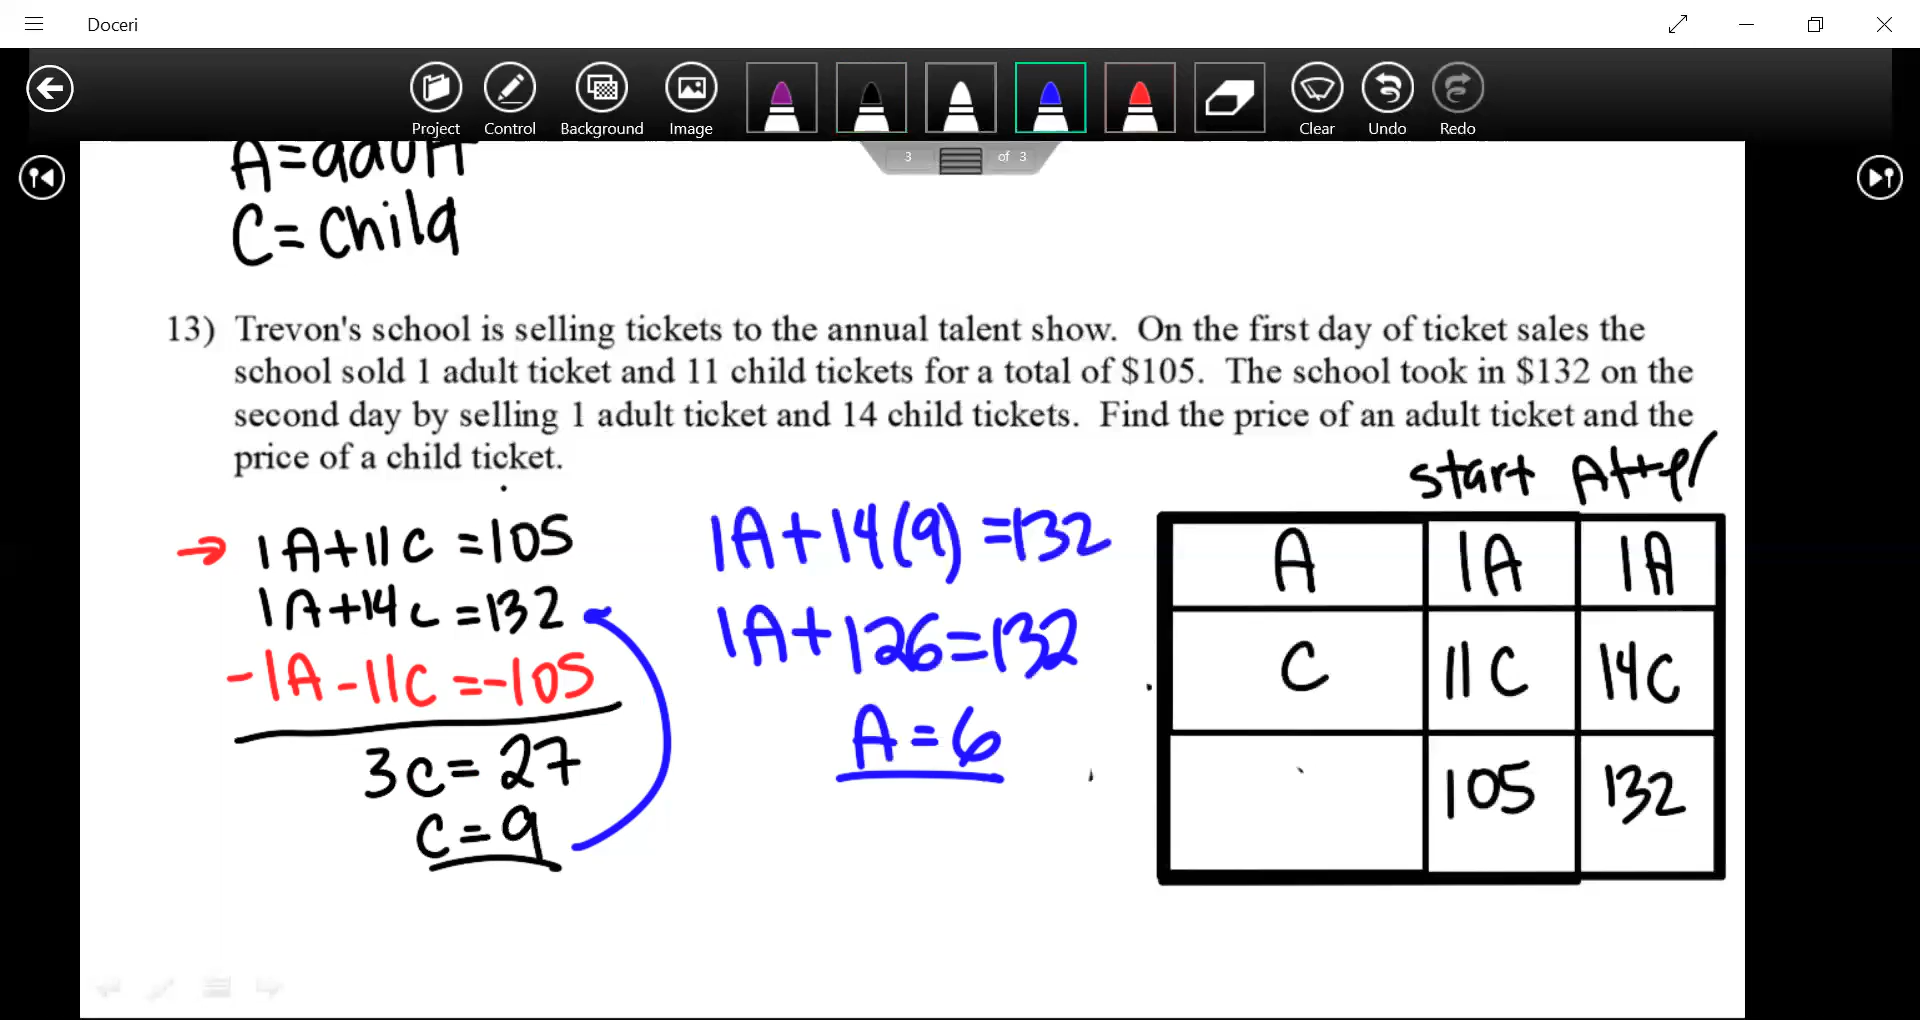 Doceri
Project Control Background Image Clear Undo Redo
3 of 3
A=adult
C=child
13) Trevon's school is selling tickets to the annual talent show. On the first day of ticket sales the
school sold 1 adult ticket and 11 child tickets for a total of $105. The school took in $132 on the
second day by selling 1 adult ticket and 14 child tickets. Find the price of an adult ticket and the
price of a child ticket.
1A+11C=105
1A+14C=132
-1A-11C=-105
3C=27
C=9
1A+14(9)=132
1A+126=132
A=6
start After
A 1A 1A
C 11C 14C
105 132